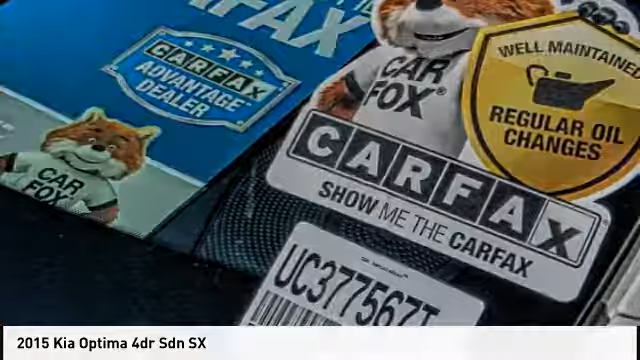 CARFAX
CARFAX
ADVANTAGE
DEALER
CAR
FOX
CAR
FOX®
WELL MAINTAINED
REGULAR OIL
CHANGES
CARFAX
SHOW ME THE CARFAX
UC377567T
2015 Kia Optima 4dr Sdn SX